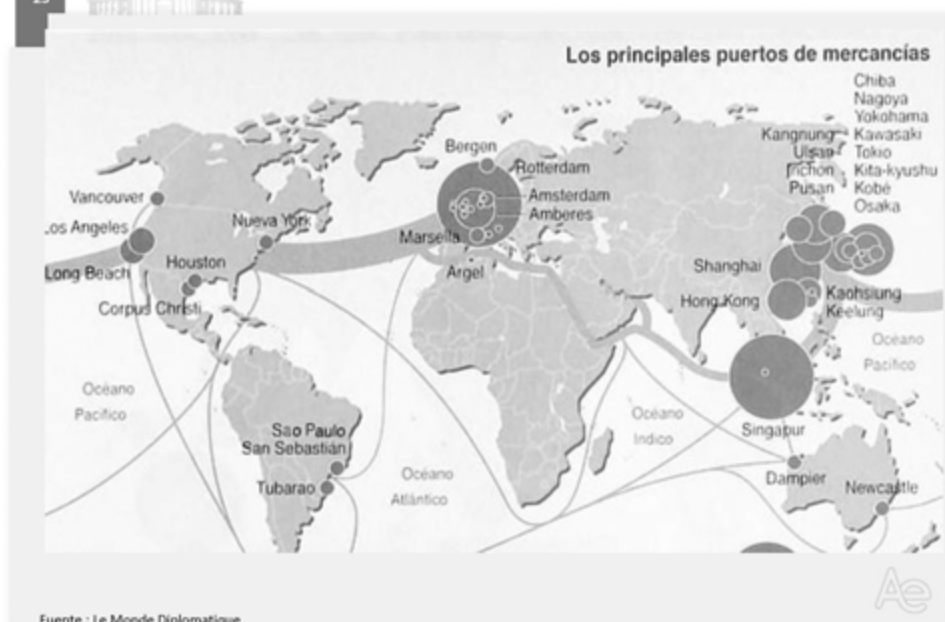 25
Los principales puertos de mercancías
Chiba
Nagoya
Yokohama
Kangnung
Kawasaki
Ulsan
Tokio
Inchon
Kita-kyushu
Pusan
Kobé
Osaka
Bergen
Rotterdam
Amsterdam
Amberes
Marsella
Argel
Vancouver
Los Angeles
Long Beach
Nueva York
Houston
Corpus Christi
Shanghai
Hong Kong
Kaohsiung
Keelung
Océano
Pacífico
Océano
Pacífico
Sao Paulo
San Sebastián
Tubarao
Océano
Atlántico
Océano
Indico
Singapur
Dampier
Newcastle
Ae
Fuente : Le Monde Diplomatique